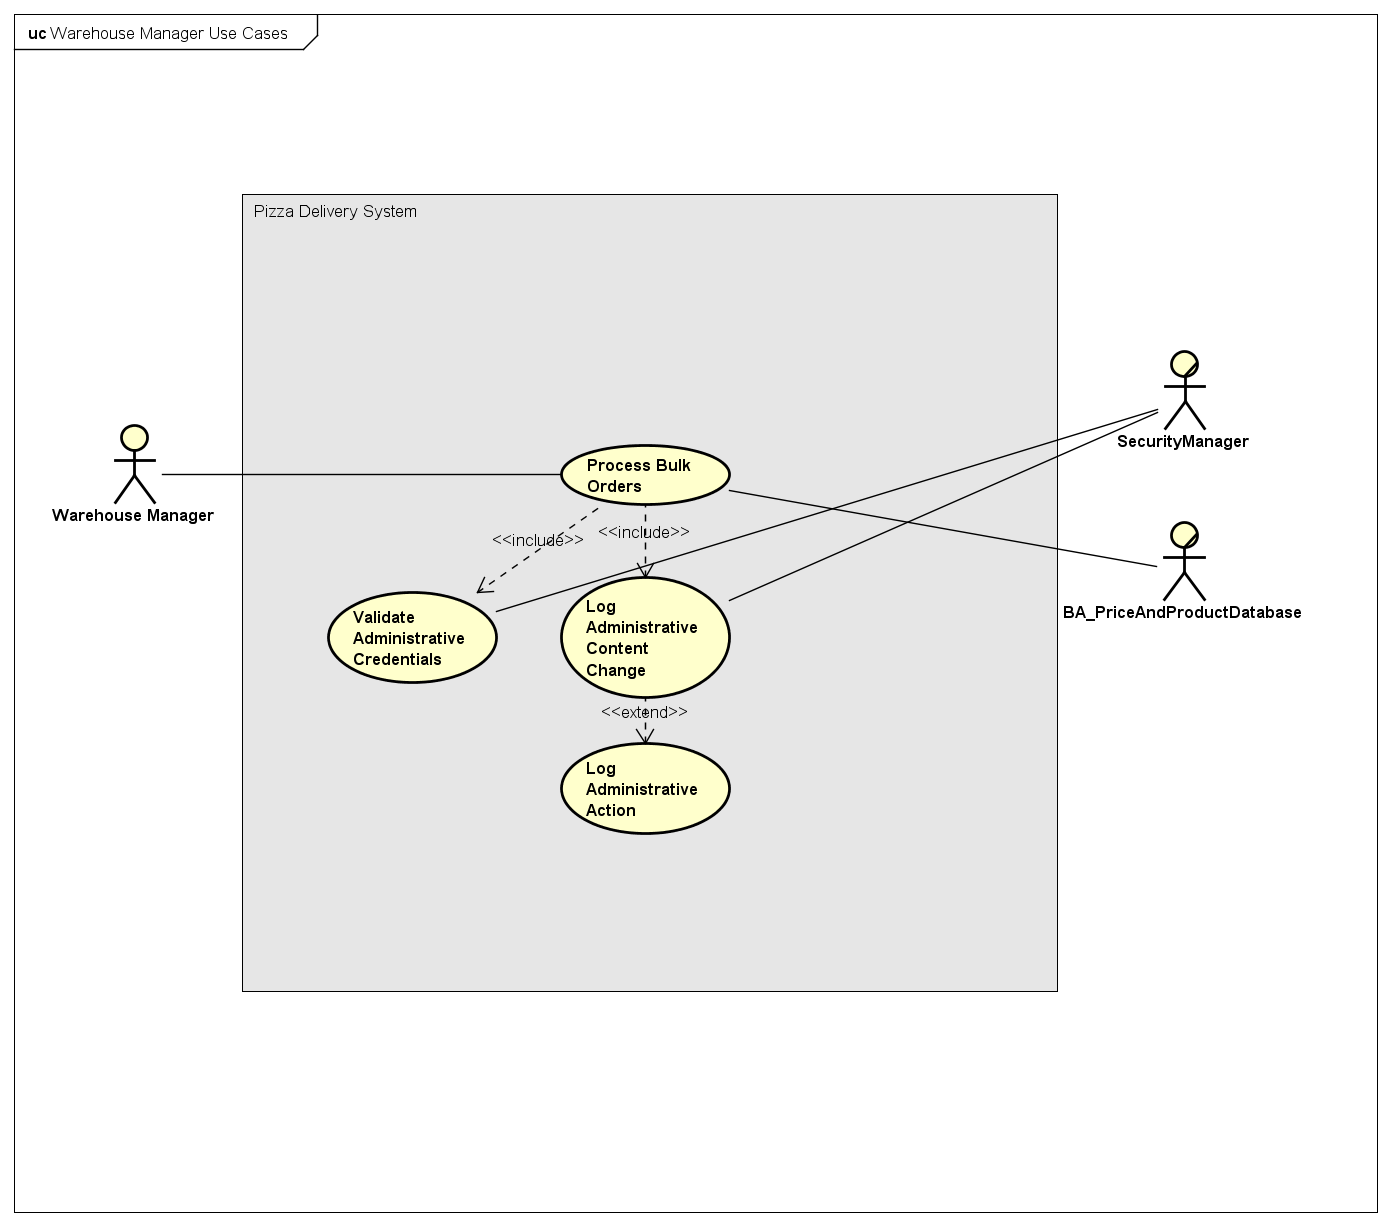 uc Warehouse Manager Use Cases
Pizza Delivery System
SecurityManager
Warehouse Manager
Process Bulk
Orders
<<include>>
<<include>>
BA_PriceAndProductDatabase
Validate
Administrative
Credentials
Log
Administrative
Content
Change
<<extend>>
Log
Administrative
Action